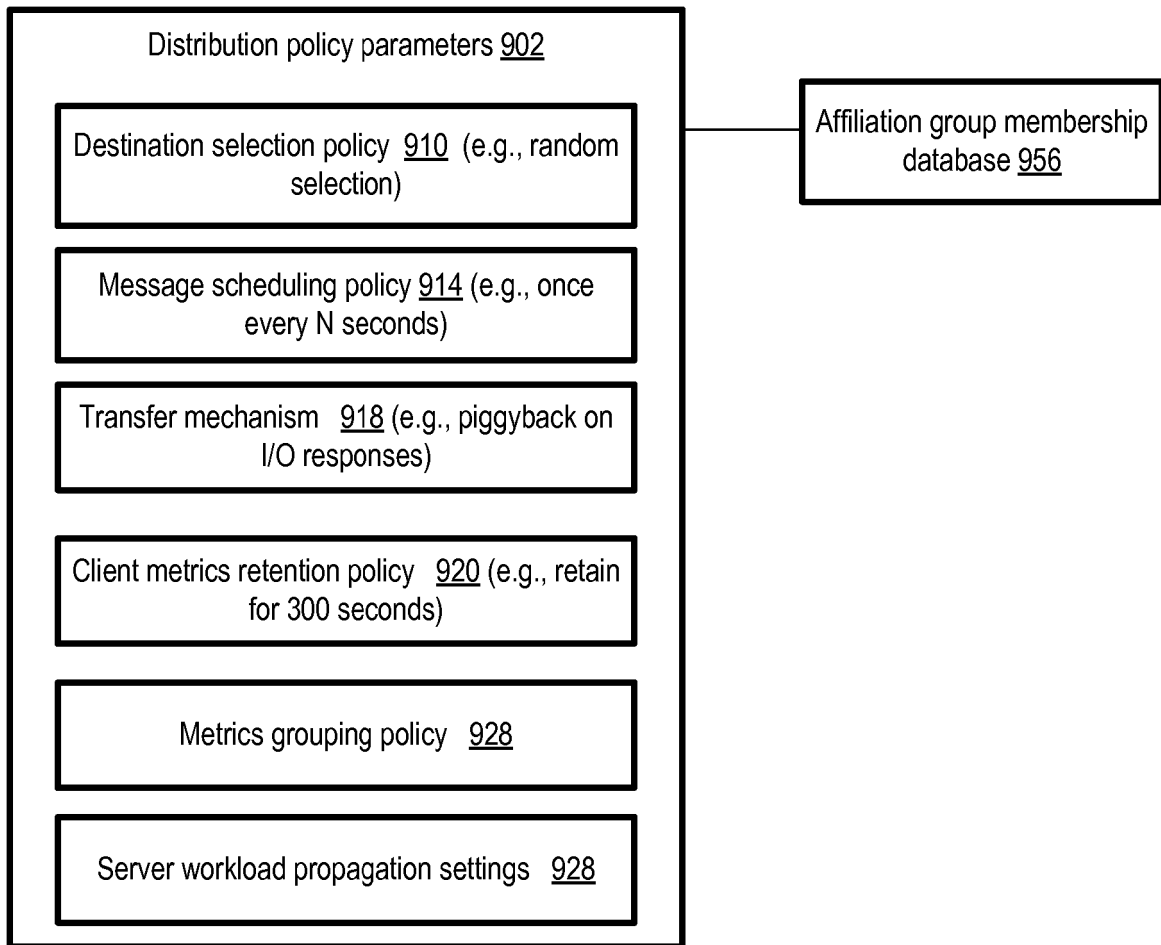 Distribution policy parameters 902
Destination selection policy 910 (e.g., random
selection)
Message scheduling policy 914 (e.g., once
every N seconds)
Transfer mechanism 918 (e.g., piggyback on
I/O responses)
Client metrics retention policy 920 (e.g., retain
for 300 seconds)
Metrics grouping policy 928
Server workload propagation settings 928
Affiliation group membership
database 956